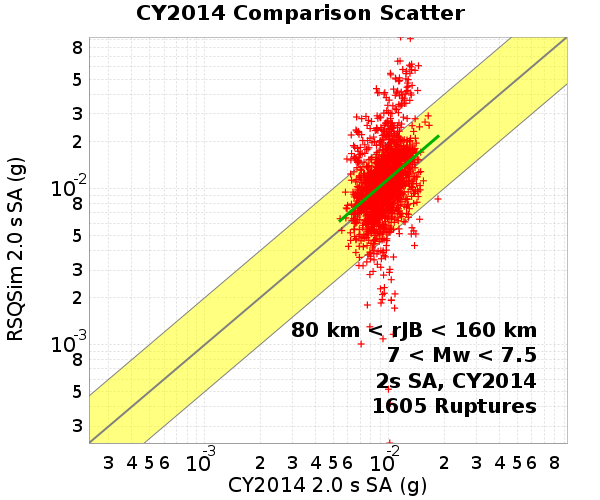 CY2014 Comparison Scatter
RSQSim 2.0 s SA (g)
8
5
3
2
10-2
8
5
3
2
10-3
8
5
3
80 km < rJB < 160 km
7 < Mw < 7.5
2s SA, CY2014
1605 Ruptures
3 4 5 6 10-3 2 3 4 5 6 10-2 2 3 4 5 6 8
CY2014 2.0 s SA (g)